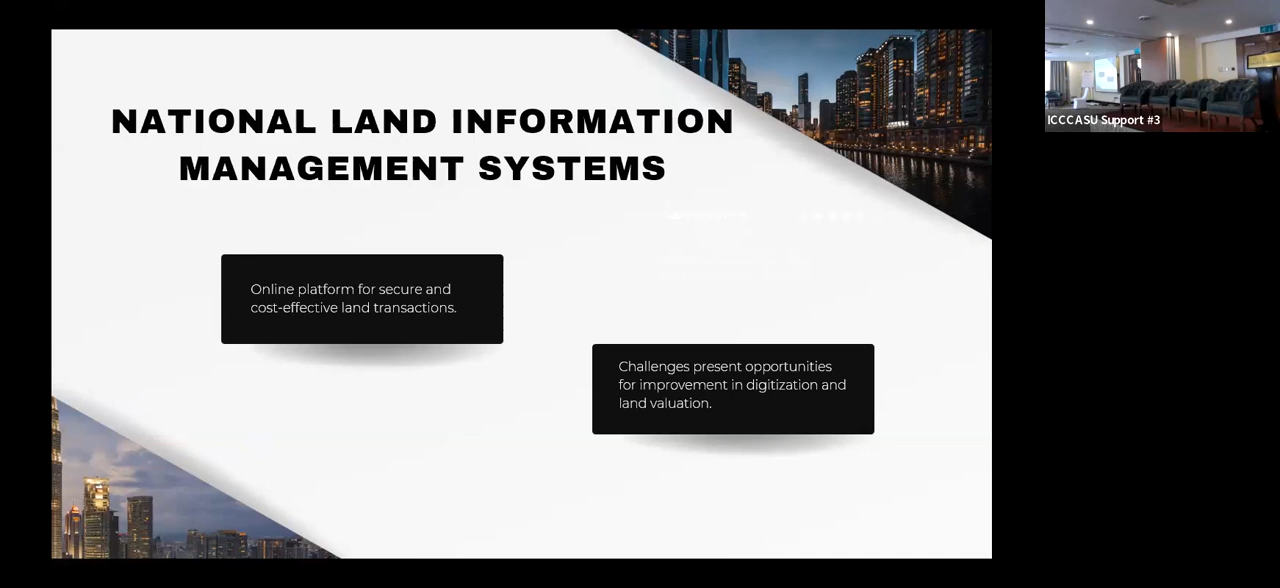 NATIONAL LAND INFORMATION
MANAGEMENT SYSTEMS
Online platform for secure and
cost-effective land transactions.
Challenges present opportunities
for improvement in digitization and
land valuation.
ICCCASU Support #3